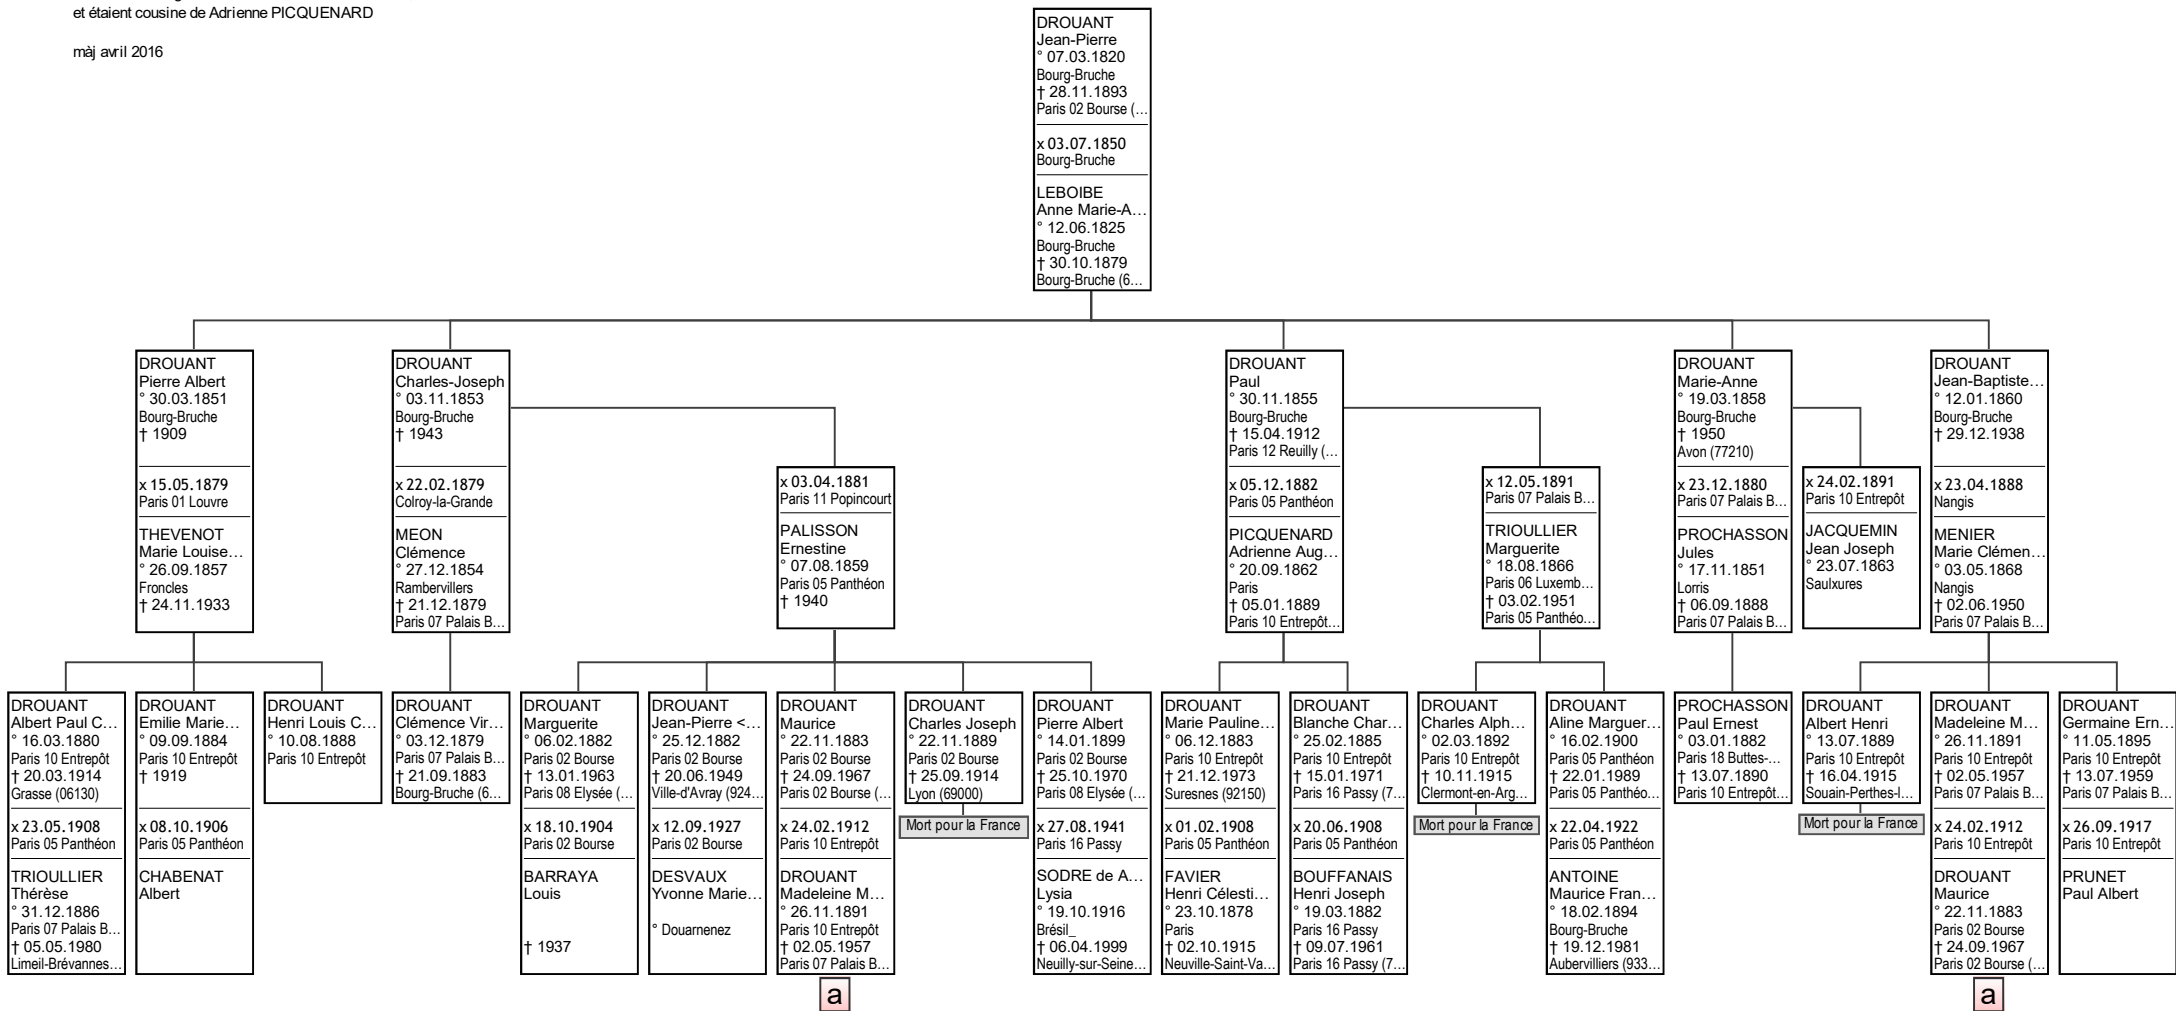 et étaient cousine de Adrienne PICQUENARD
màj avril 2016
DROUANT
Jean-Pierre
° 07.03.1820
Bourg-Bruche
† 28.11.1893
Paris 02 Bourse (...
x 03.07.1850
Bourg-Bruche
LEBOIBE
Anne Marie-A...
° 12.06.1825
Bourg-Bruche
† 30.10.1879
Bourg-Bruche (6...
DROUANT
Pierre Albert
° 30.03.1851
Bourg-Bruche
† 1909
x 15.05.1879
Paris 01 Louvre
THEVENOT
Marie Louise...
° 26.09.1857
Froncles
† 24.11.1933
DROUANT
Charles-Joseph
° 03.11.1853
Bourg-Bruche
† 1943
x 22.02.1879
Colroy-la-Grande
MEON
Clémence
° 27.12.1854
Rambervillers
† 21.12.1879
Paris 07 Palais B...
x 03.04.1881
Paris 11 Popincourt
PALISSON
Ernestine
° 07.08.1859
Paris 05 Panthéon
† 1940
DROUANT
Paul
° 30.11.1855
Bourg-Bruche
† 15.04.1912
Paris 12 Reuilly (...
x 05.12.1882
Paris 05 Panthéon
PICQUENARD
Adrienne Aug...
° 20.09.1862
Paris
† 05.01.1889
Paris 10 Entrepôt...
x 12.05.1891
Paris 07 Palais B...
TRIOULLIER
Marguerite
° 18.08.1866
Paris 06 Luxemb...
† 03.02.1951
Paris 05 Panthéo...
DROUANT
Marie-Anne
° 19.03.1858
Bourg-Bruche
† 1950
Avon (77210)
x 23.12.1880
Paris 07 Palais B...
PROCHASSON
Jules
° 17.11.1851
Lorris
† 06.09.1888
Paris 07 Palais B...
x 24.02.1891
Paris 10 Entrepôt
JACQUEMIN
Jean Joseph
° 23.07.1863
Saulxures
DROUANT
Jean-Baptiste...
° 12.01.1860
Bourg-Bruche
† 29.12.1938
x 23.04.1888
Nangis
MENIER
Marie Clémen...
° 03.05.1868
Nangis
† 02.06.1950
Paris 07 Palais B...
DROUANT
Albert Paul C...
° 16.03.1880
Paris 10 Entrepôt
† 20.03.1914
Grasse (06130)
x 23.05.1908
Paris 05 Panthéon
TRIOULLIER
Thérèse
° 31.12.1886
Paris 07 Palais B...
† 05.05.1980
Limeil-Brévannes...
DROUANT
Emilie Marie...
° 09.09.1884
Paris 10 Entrepôt
† 1919
x 08.10.1906
Paris 05 Panthéon
CHABENAT
Albert
DROUANT
Henri Louis C...
° 10.08.1888
Paris 10 Entrepôt
DROUANT
Clémence Vir...
° 03.12.1879
Paris 07 Palais B...
† 21.09.1883
Bourg-Bruche (6...
DROUANT
Marguerite
° 06.02.1882
Paris 02 Bourse
† 13.01.1963
Paris 08 Elysée (...
x 18.10.1904
Paris 02 Bourse
BARRAYA
Louis
† 1937
DROUANT
Jean-Pierre <...
° 25.12.1882
Paris 02 Bourse
† 20.06.1949
Ville-d'Avray (924...
x 12.09.1927
Paris 02 Bourse
DESVAUX
Yvonne Marie...
° Douarnenez
DROUANT
Maurice
° 22.11.1883
Paris 02 Bourse
† 24.09.1967
Paris 02 Bourse (...
x 24.02.1912
Paris 10 Entrepôt
DROUANT
Madeleine M...
° 26.11.1891
Paris 10 Entrepôt
† 02.05.1957
Paris 07 Palais B...
a
DROUANT
Charles Joseph
° 22.11.1889
Paris 02 Bourse
† 25.09.1914
Lyon (69000)
Mort pour la France
DROUANT
Pierre Albert
° 14.01.1899
Paris 02 Bourse
† 25.10.1970
Paris 08 Elysée (...
x 27.08.1941
Paris 16 Passy
SODRE de A...
Lysia
° 19.10.1916
Brésil_
† 06.04.1999
Neuilly-sur-Seine...
DROUANT
Marie Pauline...
° 06.12.1883
Paris 10 Entrepôt
† 21.12.1973
Suresnes (92150)
x 01.02.1908
Paris 05 Panthéon
FAVIER
Henri Célesti...
° 23.10.1878
Paris
† 02.10.1915
Neuville-Saint-Va...
DROUANT
Blanche Char...
° 25.02.1885
Paris 10 Entrepôt
† 15.01.1971
Paris 16 Passy (7...
x 20.06.1908
Paris 05 Panthéon
BOUFFANAIS
Henri Joseph
° 19.03.1882
Paris 16 Passy
† 09.07.1961
Paris 16 Passy (7...
DROUANT
Charles Alph...
° 02.03.1892
Paris 10 Entrepôt
† 10.11.1915
Clermont-en-Arg...
Mort pour la France
DROUANT
Aline Marguer...
° 16.02.1900
Paris 05 Panthéon
† 22.01.1989
Paris 05 Panthéo...
x 22.04.1922
Paris 05 Panthéon
ANTOINE
Maurice Fran...
° 18.02.1894
Bourg-Bruche
† 19.12.1981
Aubervilliers (933...
PROCHASSON
Paul Ernest
° 03.01.1882
Paris 18 Buttes-...
† 13.07.1890
Paris 10 Entrepôt...
DROUANT
Albert Henri
° 13.07.1889
Paris 10 Entrepôt
† 16.04.1915
Souain-Perthes-l...
Mort pour la France
DROUANT
Madeleine M...
° 26.11.1891
Paris 10 Entrepôt
† 02.05.1957
Paris 07 Palais B...
x 24.02.1912
Paris 10 Entrepôt
DROUANT
Maurice
° 22.11.1883
Paris 02 Bourse
† 24.09.1967
Paris 02 Bourse (...
a
DROUANT
Germaine Ern...
° 11.05.1895
Paris 10 Entrepôt
† 13.07.1959
Paris 07 Palais B...
x 26.09.1917
Paris 10 Entrepôt
PRUNET
Paul Albert